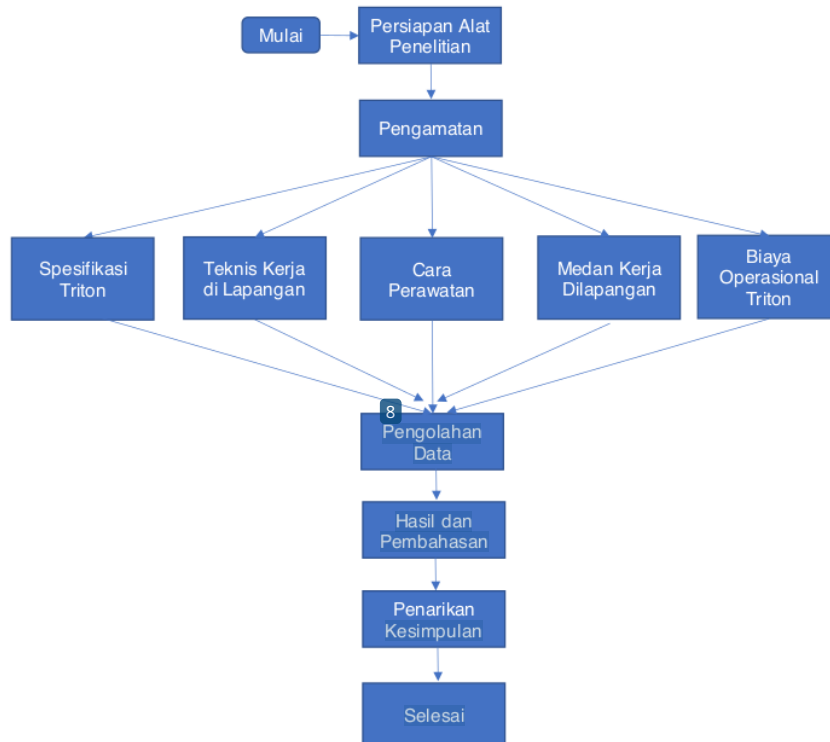 Mulai
Persiapan Alat
Penelitian
Pengamatan
Spesifikasi
Triton
Teknis Kerja
di Lapangan
Cara
Perawatan
Medan Kerja
Dilapangan
Biaya
Operasional
Triton
8
Pengolahan
Data
Hasil dan
Pembahasan
Penarikan
Kesimpulan
Selesai